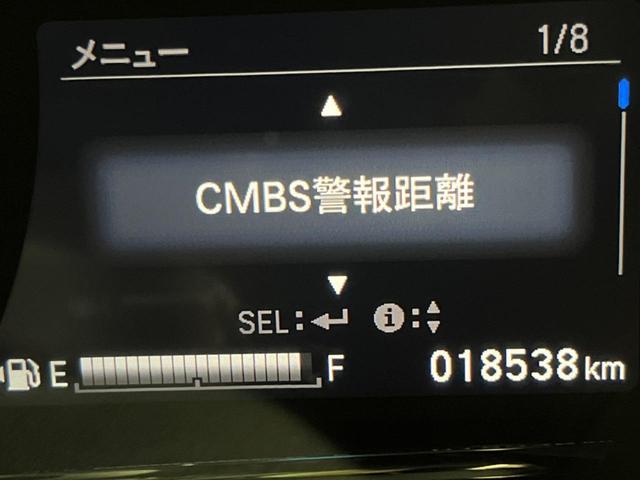 メニュー 1/8
▲
CMBS警報距離
▼
SEL:↵ i:▲▼
E F 018538km